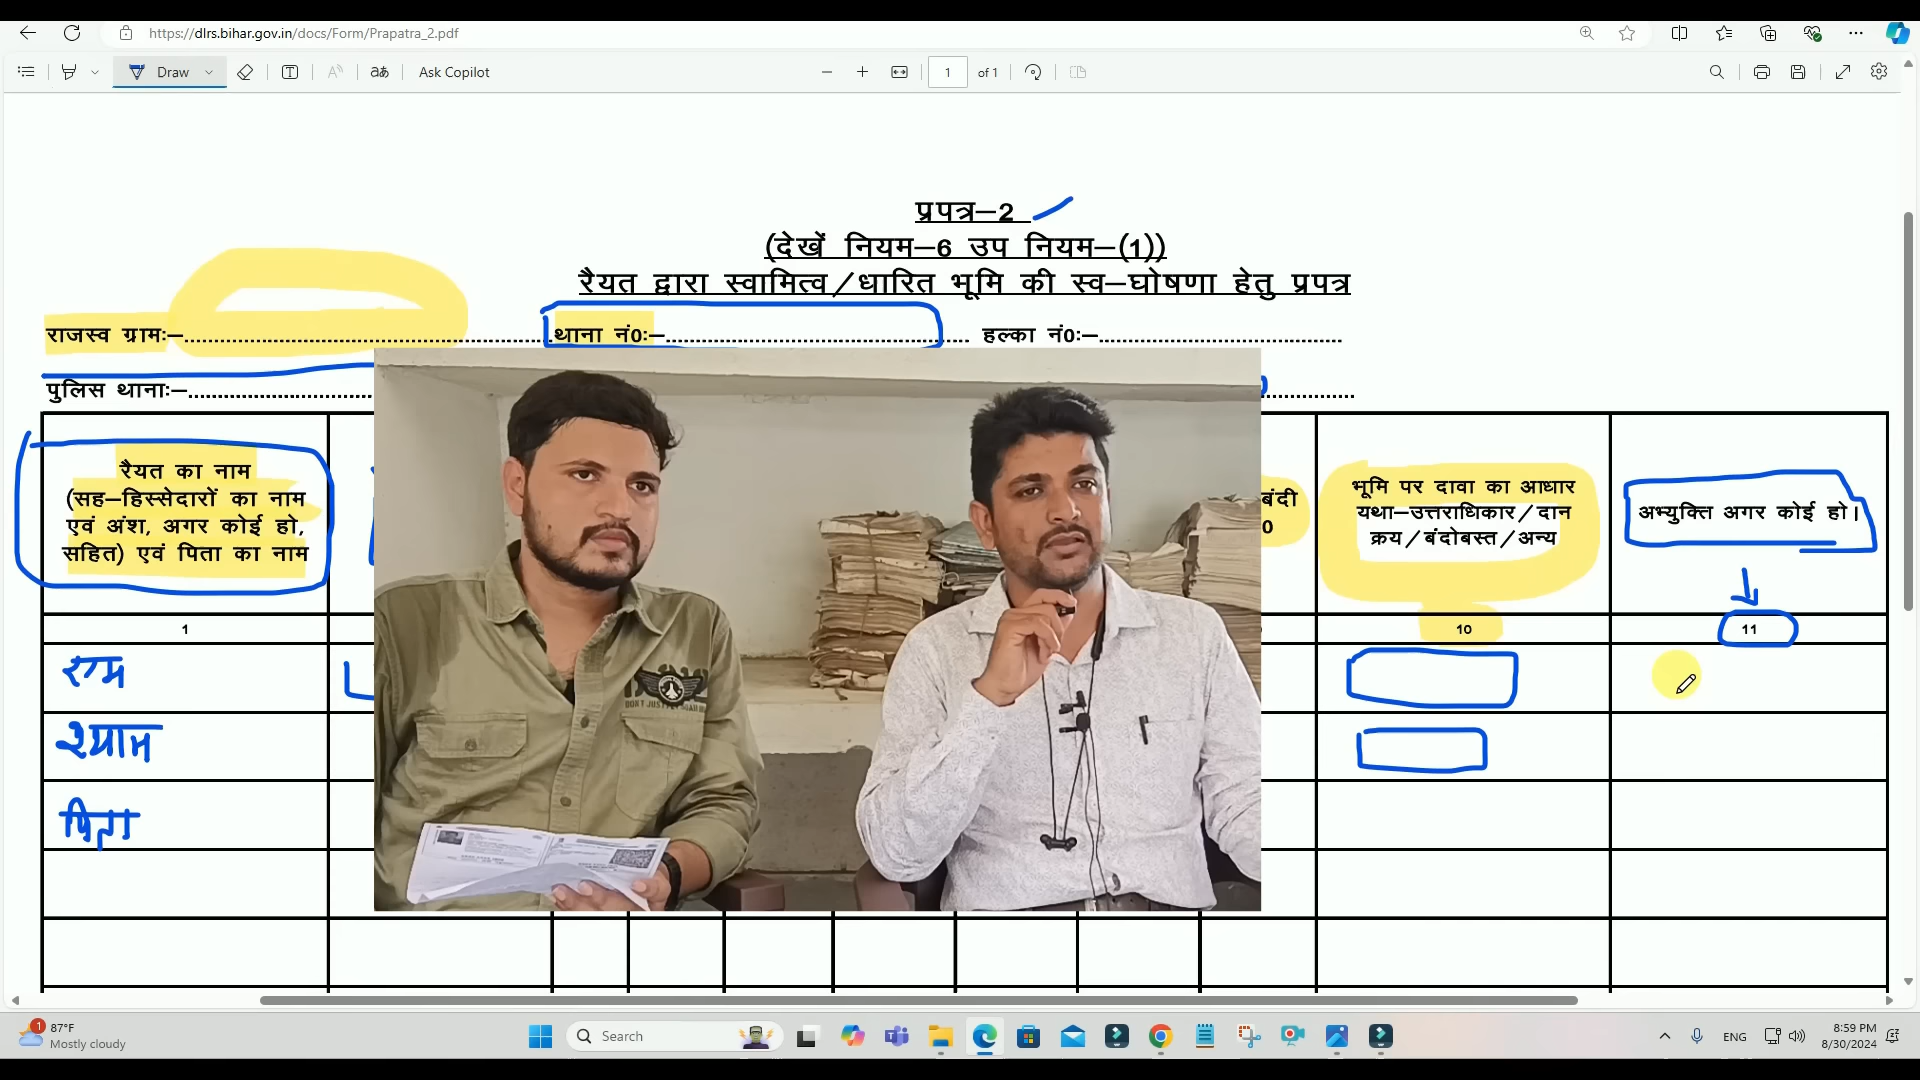 https://dlrs.bihar.gov.in/docs/Form/Prapatra_2.pdf
Draw
aあ
Ask Copilot
1 of 1
प्रपत्र–2
(देखें नियम–6 उप नियम–(1))
रैयत द्वारा स्वामित्व/धारित भूमि की स्व–घोषणा हेतु प्रपत्र
राजस्व ग्रामः–.................... थाना नं0ः–.................... हल्का नं0ः–....................
पुलिस थानाः–....................
रैयत का नाम
(सह–हिस्सेदारों का नाम
एवं अंश, अगर कोई हो,
सहित) एवं पिता का नाम
बंदी
0
भूमि पर दावा का आधार
यथा–उत्तराधिकार/दान
क्रय/बंदोबस्त/अन्य
अभ्युक्ति अगर कोई हो।
1
10
11
राम
श्याम
पिता
87°F
Mostly cloudy
Search
ENG
8:59 PM
8/30/2024